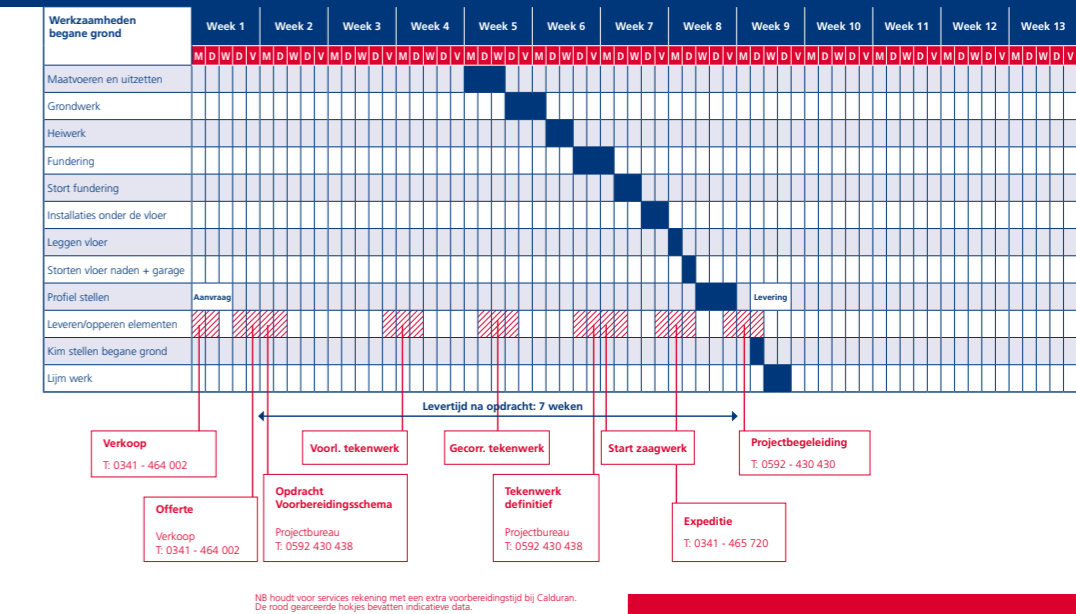 Werkzaamheden
begane grond
Week 1 Week 2 Week 3 Week 4 Week 5 Week 6 Week 7 Week 8 Week 9 Week 10 Week 11 Week 12 Week 13
M D W D V M D W D V M D W D V M D W D V M D W D V M D W D V M D W D V M D W D V M D W D V M D W D V M D W D V M D W D V M D W D V
Maatvoeren en uitzetten
Grondwerk
Heiwerk
Fundering
Start fundering
Installaties onder de vloer
Leggen vloer
Storten vloer naden + garage
Profiel stellen Aanvraag Levering
Leveren/opperen elementen
Kim stellen begane grond
Lijm werk
Levertijd na opdracht: 7 weken
Verkoop
T: 0341 - 464 002
Voorl. tekenwerk
Gecorr. tekenwerk
Start zaagwerk
Projectbegeleiding
T: 0592 - 430 430
Offerte
Verkoop
T: 0341 - 464 002
Opdracht
Voorbereidingsschema
Projectbureau
T: 0592 430 438
Tekenwerk
definitief
Projectbureau
T: 0592 430 438
Expeditie
T: 0341 - 465 720
NB houdt voor services rekening met een extra voorbereidingstijd bij Calduran.
De rood gearceerde hokjes bevatten indicatieve data.